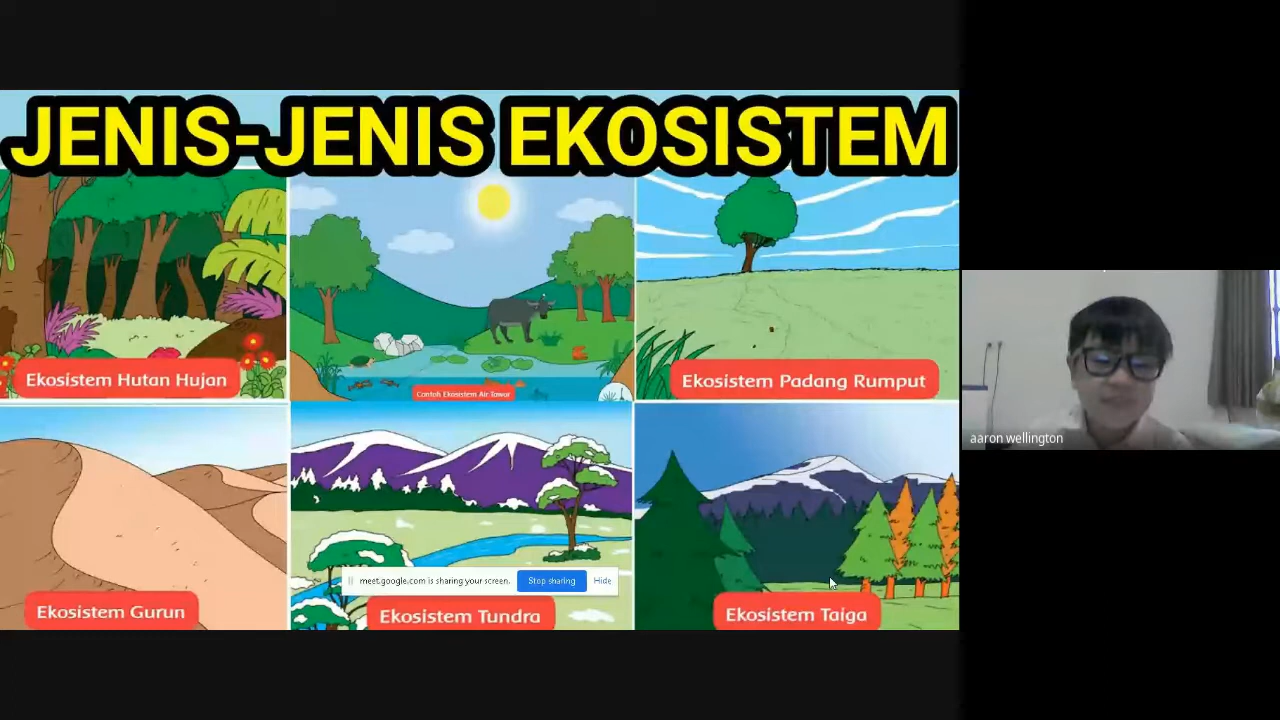 JENIS-JENIS EKOSISTEM
Ekosistem Hutan Hujan
Contoh Ekosistem Air Tawar
Ekosistem Padang Rumput
aaron wellington
Ekosistem Gurun
meet.google.com is sharing your screen.
Stop sharing
Hide
Ekosistem Tundra
Ekosistem Taiga